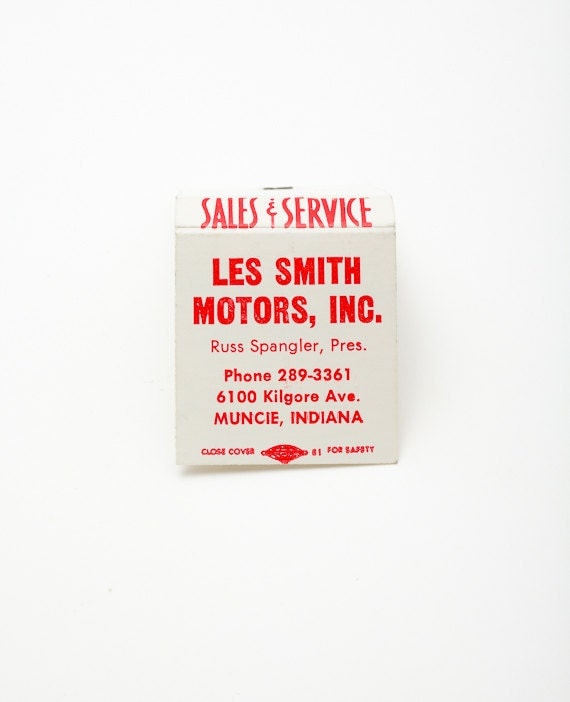 SALES & SERVICE
LES SMITH
MOTORS, INC.
Russ Spangler, Pres.
Phone 289-3361
6100 Kilgore Ave.
MUNCIE, INDIANA
CLOSE COVER 61 FOR SAFETY